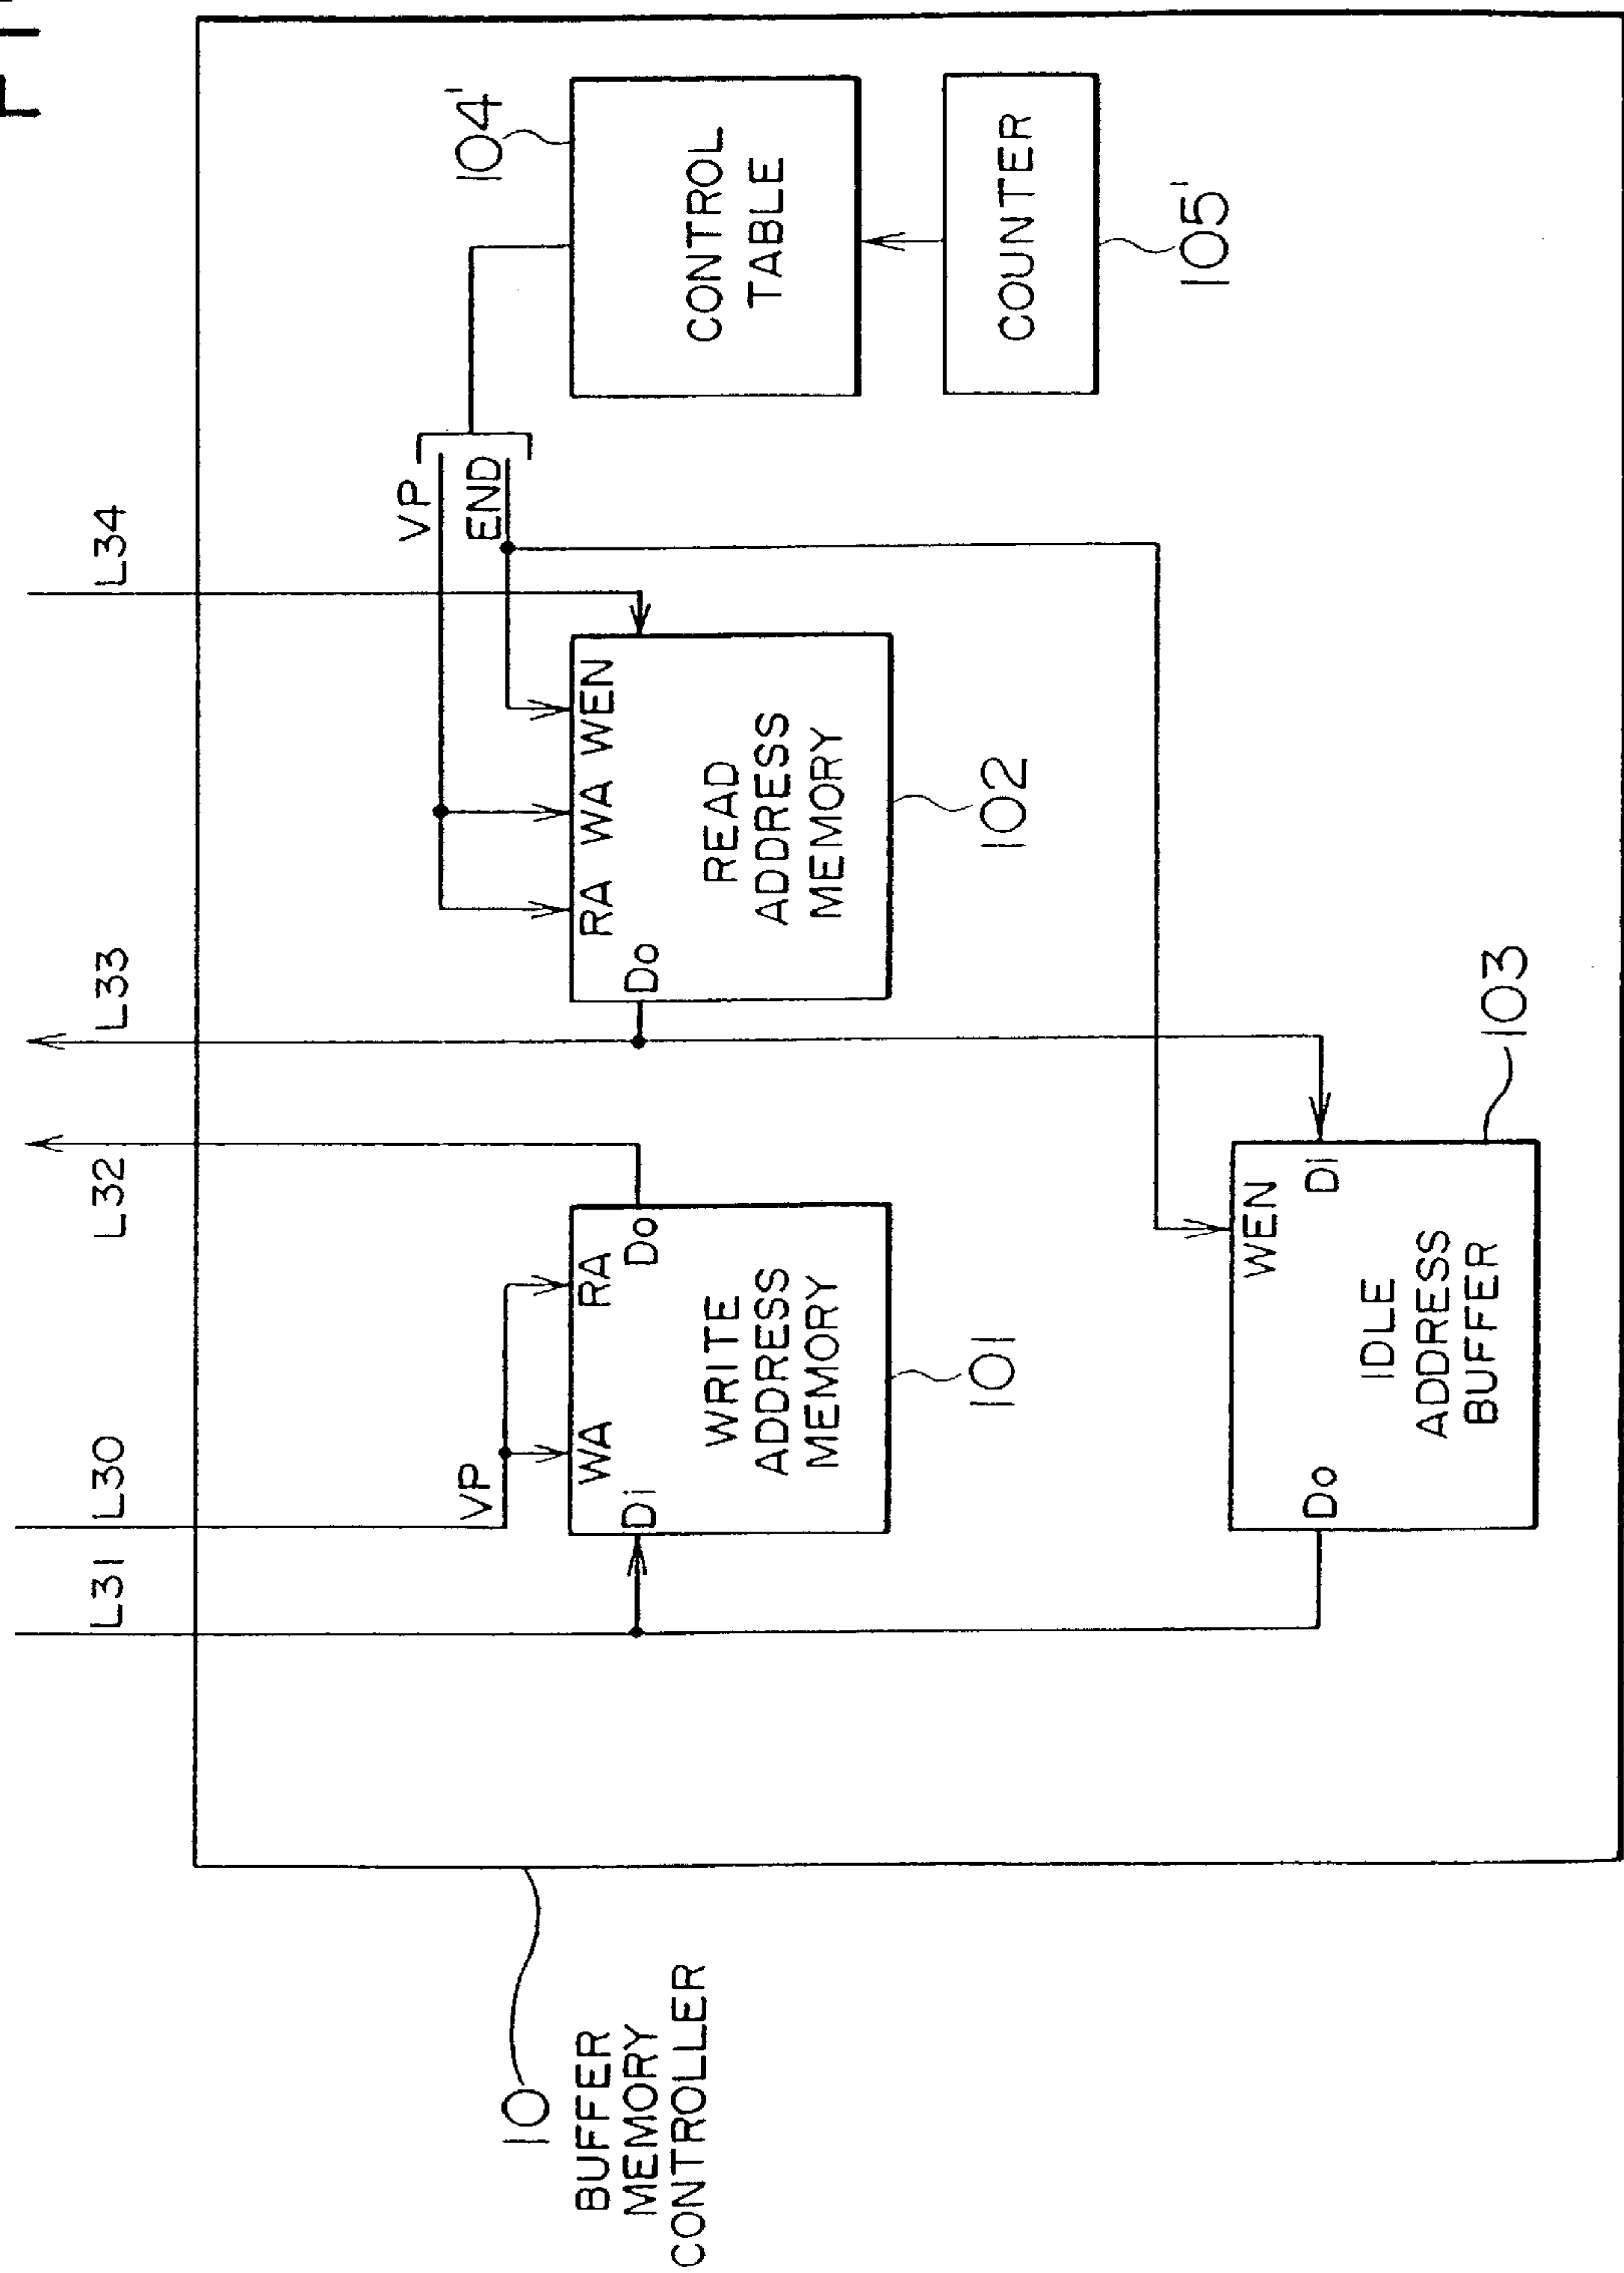 L31
L30
L32
L33
L34
VP
END
VP
104'
10
BUFFER
MEMORY
CONTROLLER
WA
RA
Di
Do
WRITE
ADDRESS
MEMORY
101
RA
WA
WEN
Do
READ
ADDRESS
MEMORY
102
CONTROL
TABLE
COUNTER
105'
WEN
Do
Di
IDLE
ADDRESS
BUFFER
103